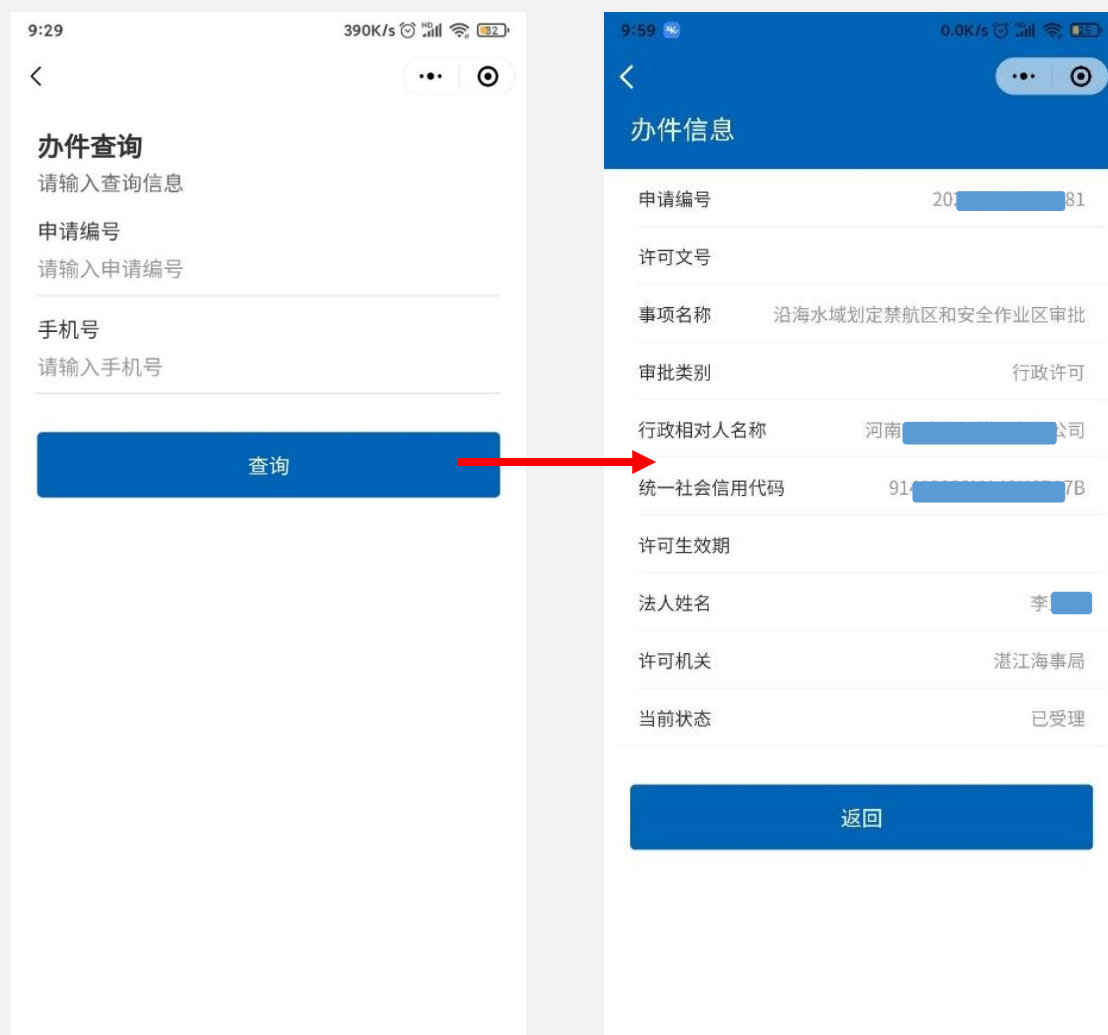 9:29
390K/s
32
办件查询
请输入查询信息
申请编号
请输入申请编号
手机号
请输入手机号
查询
9:59
0.0K/s
25
办件信息
申请编号 20 81
许可文号
事项名称 沿海水域划定禁航区和安全作业区审批
审批类别 行政许可
行政相对人名称 河南 公司
统一社会信用代码 91 7B
许可生效期
法人姓名 李
许可机关 湛江海事局
当前状态 已受理
返回